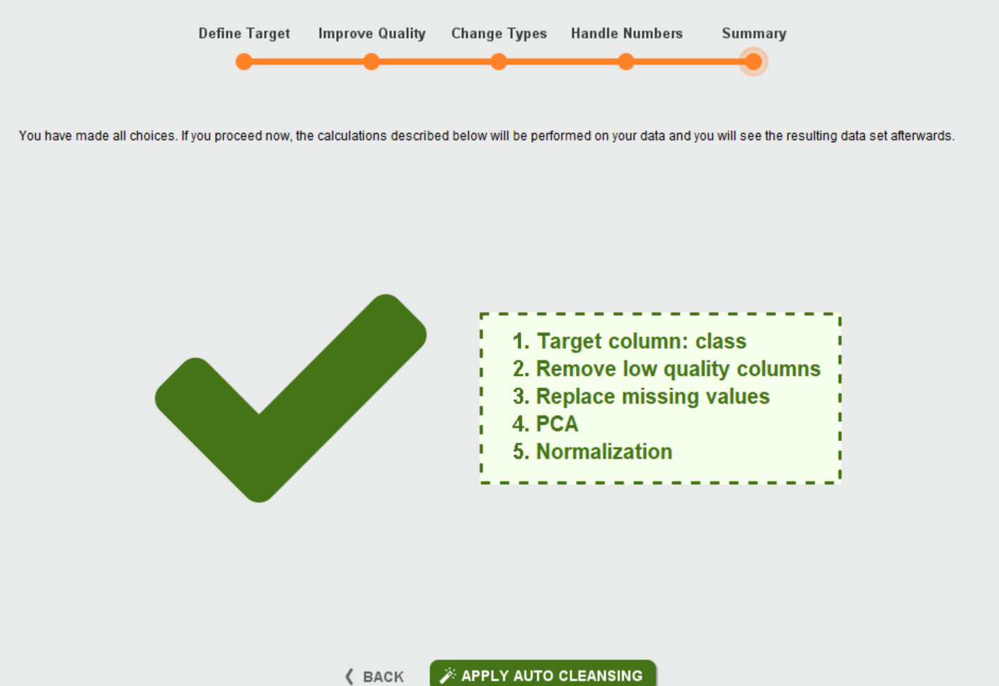 Define Target Improve Quality Change Types Handle Numbers Summary
You have made all choices. If you proceed now, the calculations described below will be performed on your data and you will see the resulting data set afterwards.
1. Target column: class
2. Remove low quality columns
3. Replace missing values
4. PCA
5. Normalization
BACK APPLY AUTO CLEANSING